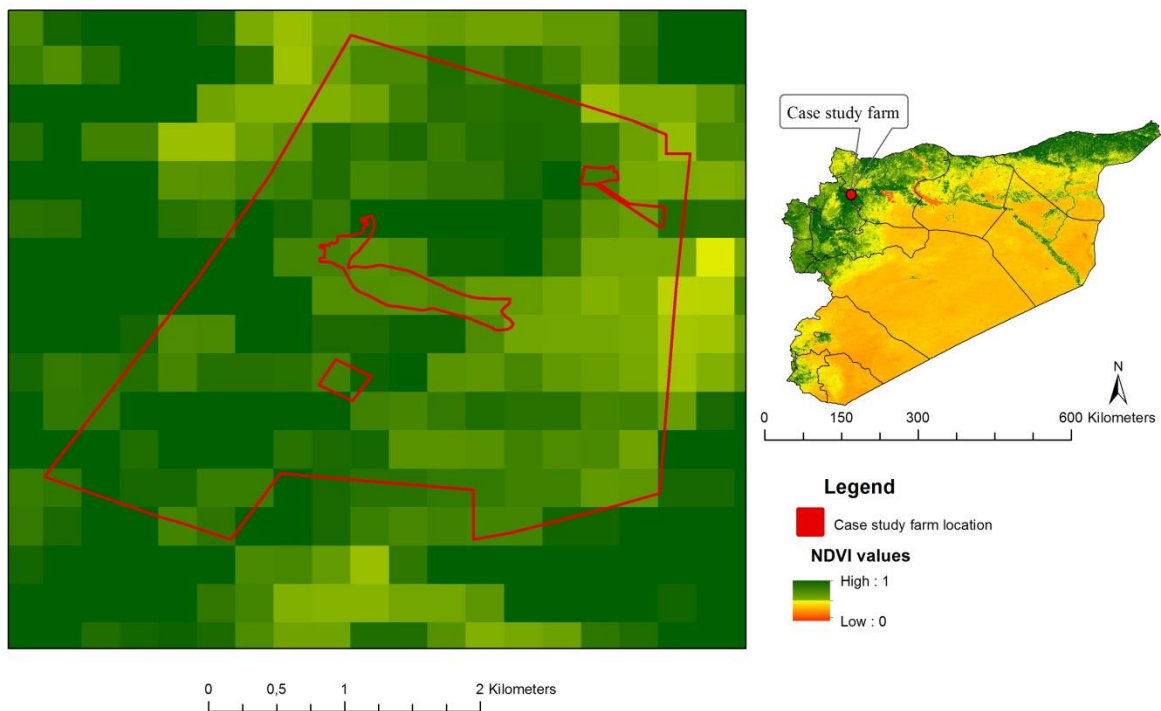 Case study farm
N
0 150 300 600 Kilometers
Legend
Case study farm location
NDVI values
High : 1
Low : 0
0 0,5 1 2 Kilometers